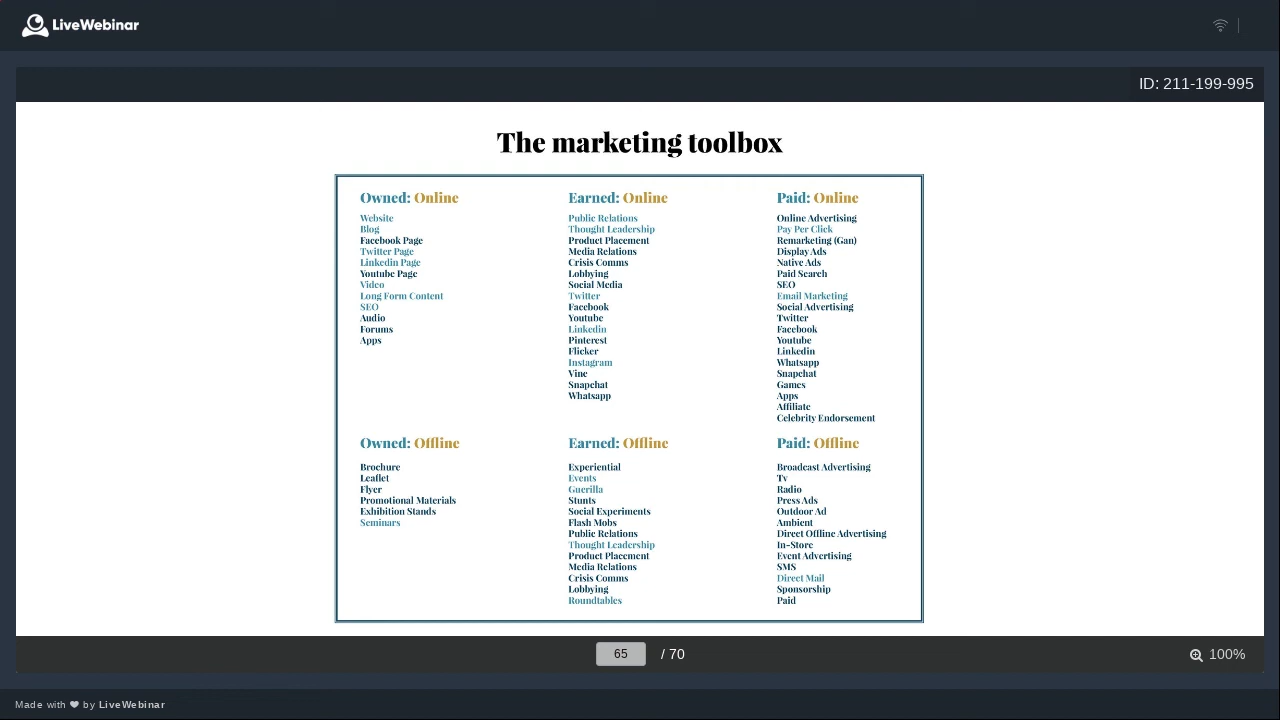 LiveWebinar
ID: 211-199-995
The marketing toolbox
Owned: Online
Website
Blog
Facebook Page
Twitter Page
Linkedin Page
Youtube Page
Video
Long Form Content
SEO
Audio
Forums
Apps
Earned: Online
Public Relations
Thought Leadership
Product Placement
Media Relations
Crisis Comms
Lobbying
Social Media
Twitter
Facebook
Youtube
Linkedin
Pinterest
Flicker
Instagram
Vine
Snapchat
Whatsapp
Paid: Online
Online Advertising
Pay Per Click
Remarketing (Gan)
Display Ads
Native Ads
Paid Search
SEO
Email Marketing
Social Advertising
Twitter
Facebook
Youtube
Linkedin
Whatsapp
Snapchat
Games
Apps
Affiliate
Celebrity Endorsement
Owned: Offline
Brochure
Leaflet
Flyer
Promotional Materials
Exhibition Stands
Seminars
Earned: Offline
Experiential
Events
Guerilla
Stunts
Social Experiments
Flash Mobs
Public Relations
Thought Leadership
Product Placement
Media Relations
Crisis Comms
Lobbying
Roundtables
Paid: Offline
Broadcast Advertising
Tv
Radio
Press Ads
Outdoor Ad
Ambient
Direct Offline Advertising
In-Store
Event Advertising
SMS
Direct Mail
Sponsorship
Paid
65 / 70
100%
Made with by LiveWebinar